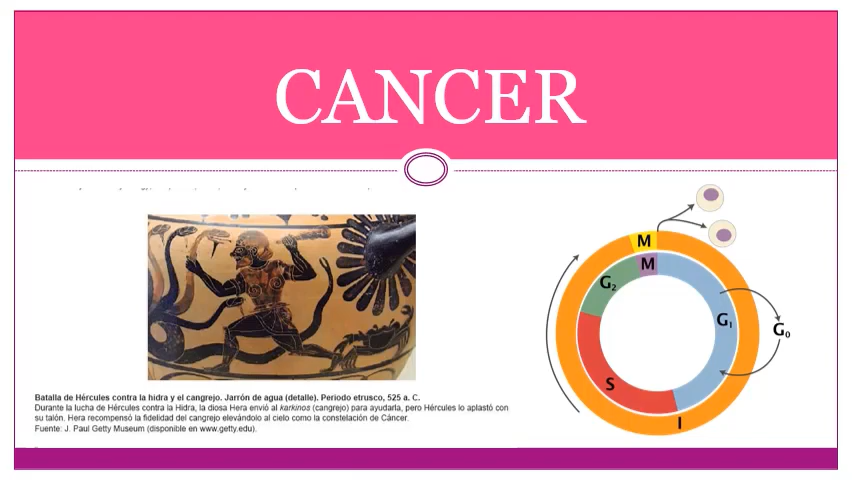 CANCER
Batalla de Hércules contra la hidra y el cangrejo. Jarrón de agua (detalle). Periodo etrusco, 525 a. C.
Durante la lucha de Hércules contra la Hidra, la diosa Hera envió al karkinos (cangrejo) para ayudarla, pero Hércules lo aplastó con
su talón. Hera recompensó la fidelidad del cangrejo elevándolo al cielo como la constelación de Cáncer.
Fuente: J. Paul Getty Museum (disponible en www.getty.edu).
M
M
G2
G1
G0
S
I